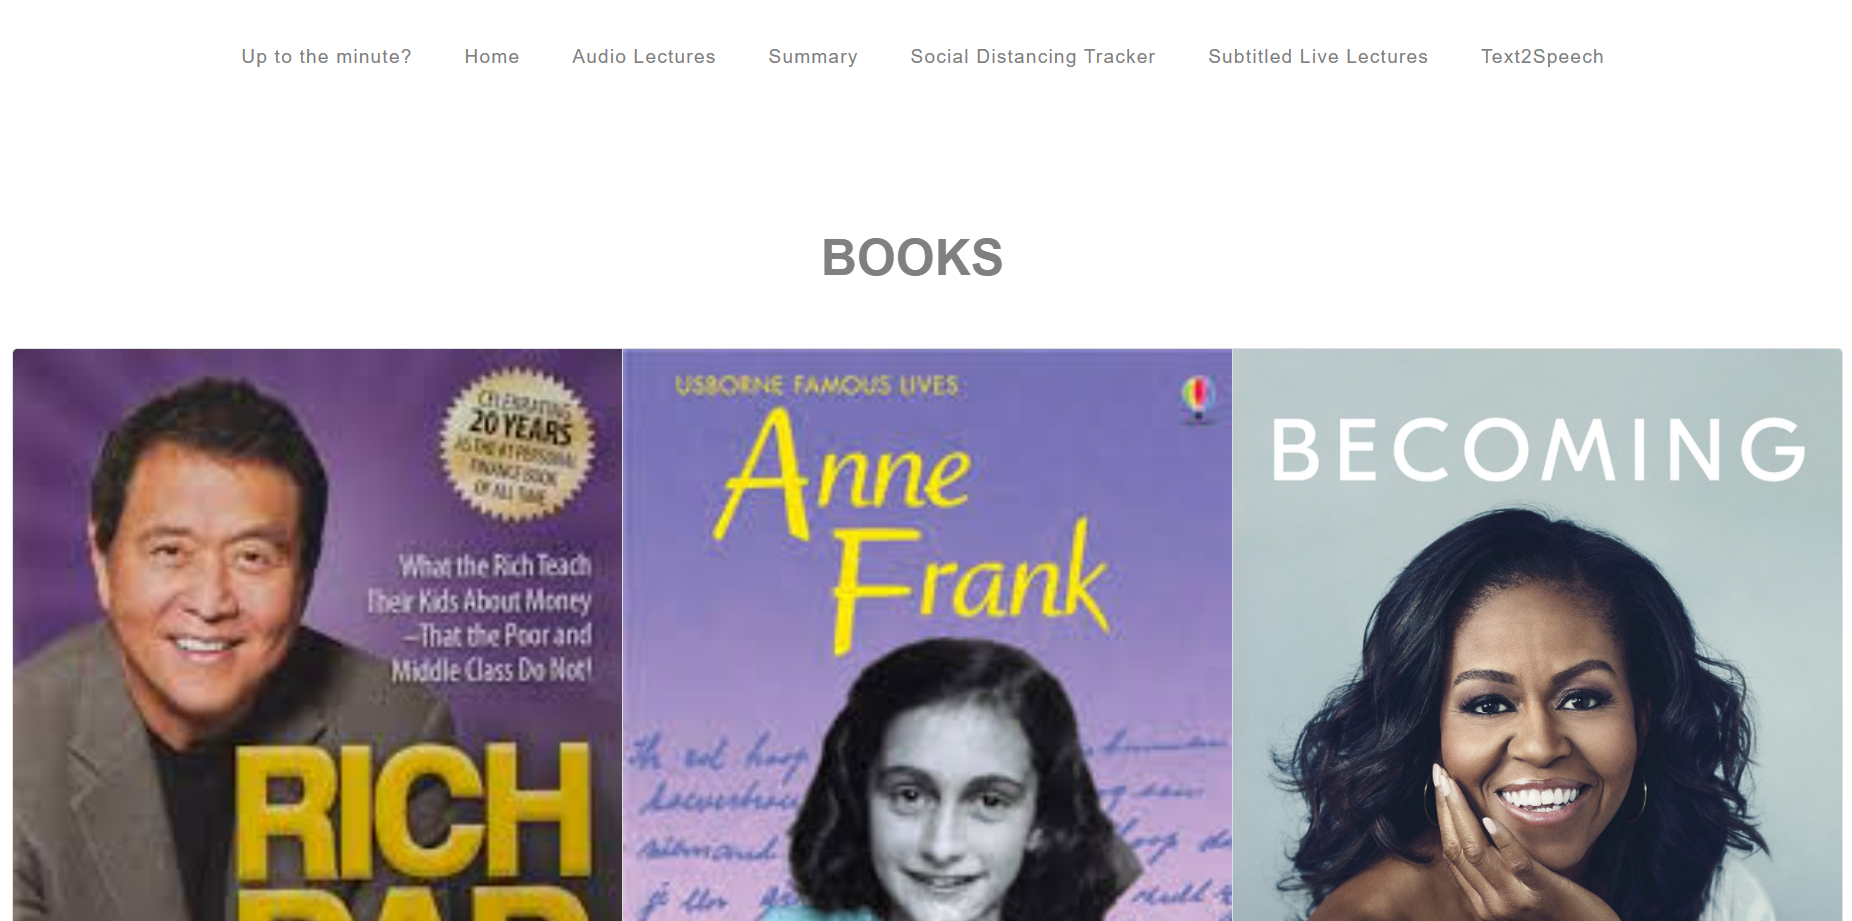 Up to the minute?
Home
Audio Lectures
Summary
Social Distancing Tracker
Subtitled Live Lectures
Text2Speech
BOOKS
CELEBRATING
20 YEARS
AS THE #1 PERSONAL
FINANCE BOOK
OF ALL TIME
What the Rich Teach
Their Kids About Money
—That the Poor and
Middle Class Do Not!
RICH
DAD
USBORNE FAMOUS LIVES
Anne
Frank
BECOMING